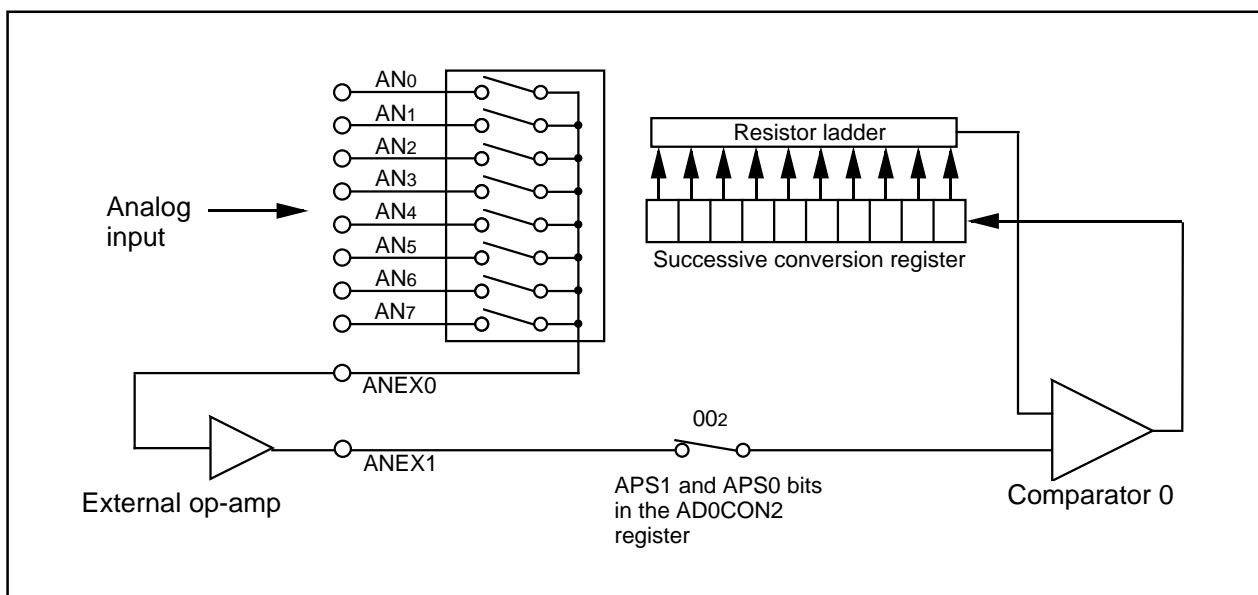 AN0
AN1
AN2
AN3
AN4
AN5
AN6
AN7
Analog
input
Resistor ladder
Successive conversion register
ANEX0
ANEX1
External op-amp
002
APS1 and APS0 bits
in the AD0CON2
register
Comparator 0